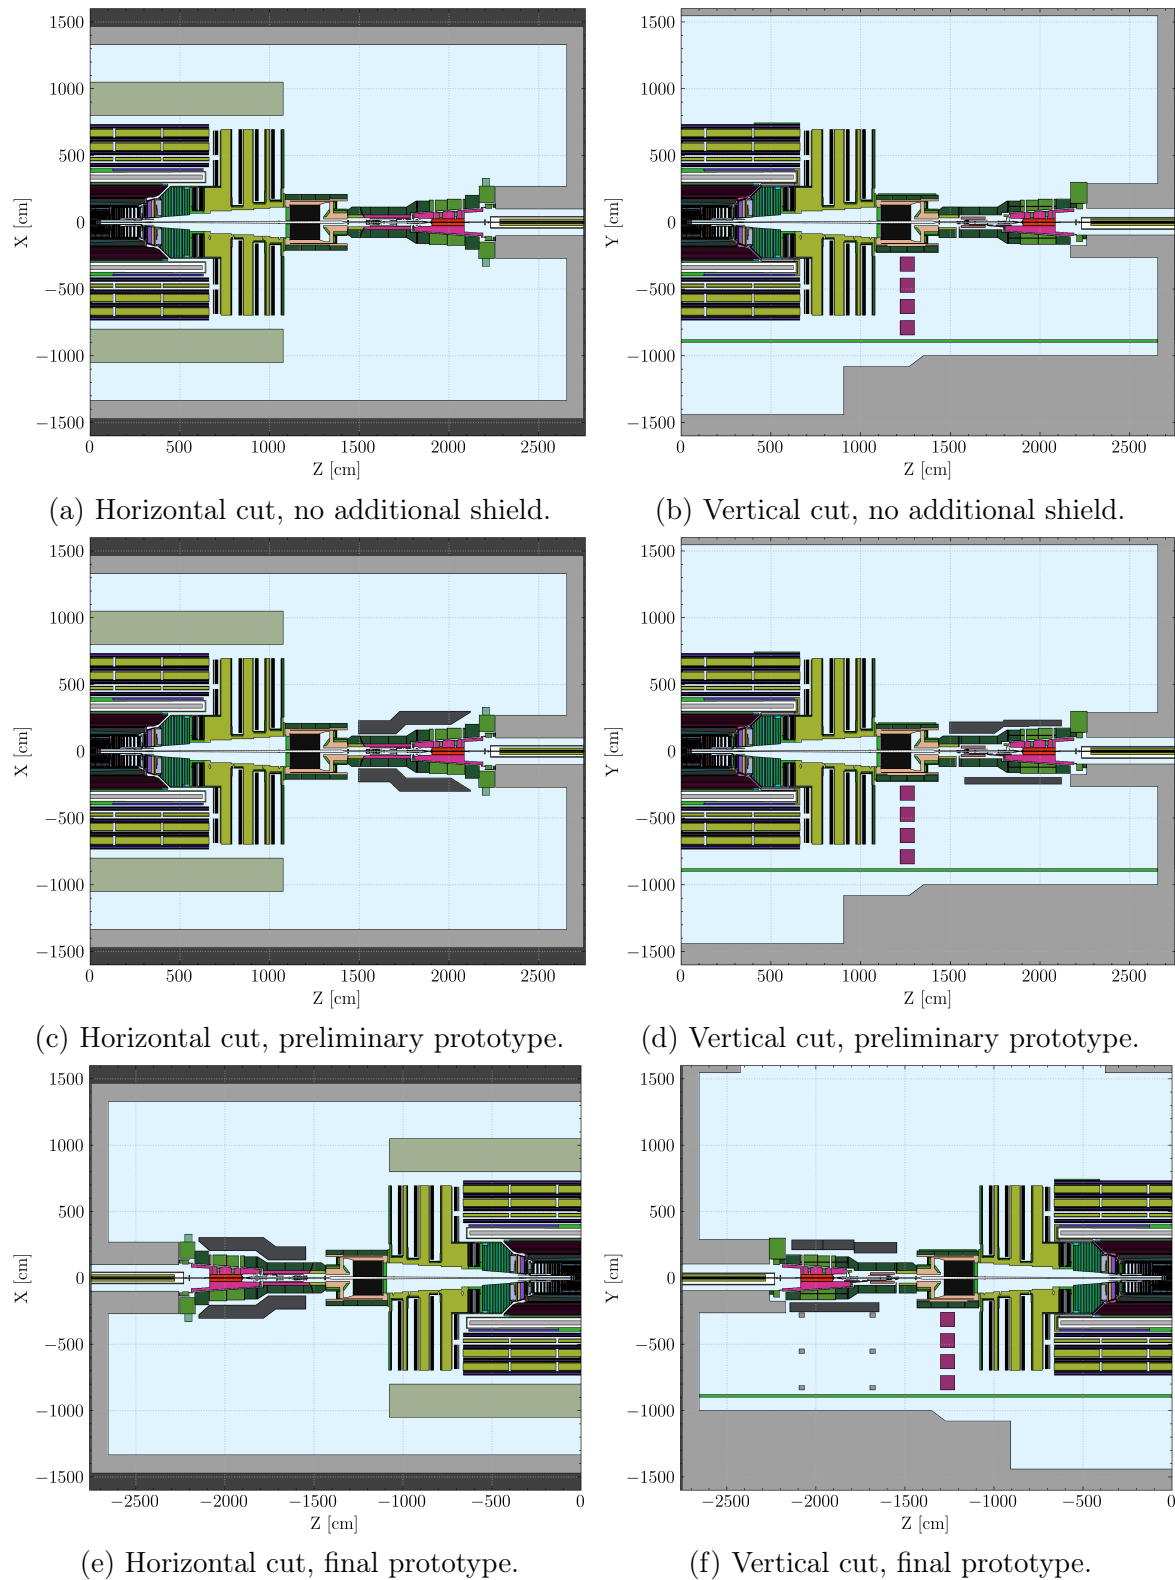 1500
1000
500
0
−500
−1000
−1500
X [cm]
0 500 1000 1500 2000 2500
Z [cm]
1500
1000
500
0
−500
−1000
−1500
Y [cm]
0 500 1000 1500 2000 2500
Z [cm]
(a) Horizontal cut, no additional shield.
(b) Vertical cut, no additional shield.
1500
1000
500
0
−500
−1000
−1500
X [cm]
0 500 1000 1500 2000 2500
Z [cm]
1500
1000
500
0
−500
−1000
−1500
Y [cm]
0 500 1000 1500 2000 2500
Z [cm]
(c) Horizontal cut, preliminary prototype.
(d) Vertical cut, preliminary prototype.
1500
1000
500
0
−500
−1000
−1500
X [cm]
−2500 −2000 −1500 −1000 −500 0
Z [cm]
1500
1000
500
0
−500
−1000
−1500
Y [cm]
−2500 −2000 −1500 −1000 −500 0
Z [cm]
(e) Horizontal cut, final prototype.
(f) Vertical cut, final prototype.